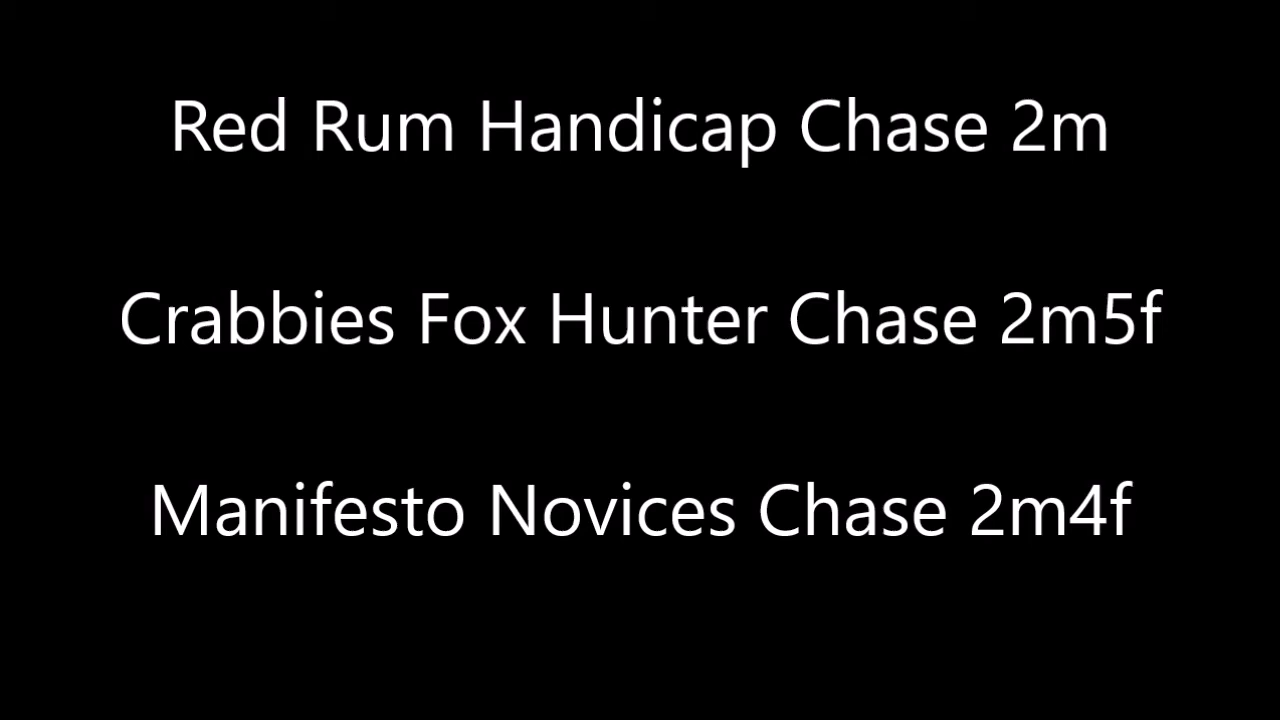 Red Rum Handicap Chase 2m
Crabbies Fox Hunter Chase 2m5f
Manifesto Novices Chase 2m4f